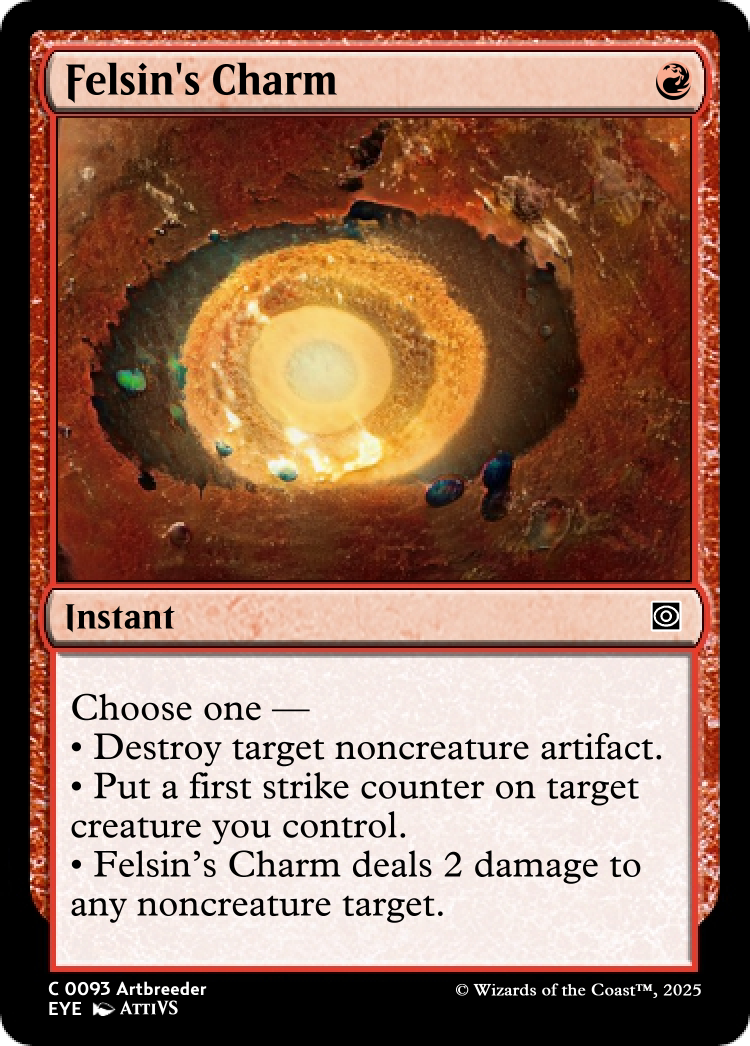 Felsin's Charm
Instant
Choose one —
• Destroy target noncreature artifact.
• Put a first strike counter on target
creature you control.
• Felsin’s Charm deals 2 damage to
any noncreature target.
C 0093 Artbreeder
© Wizards of the Coast™, 2025
EYE AttiVS